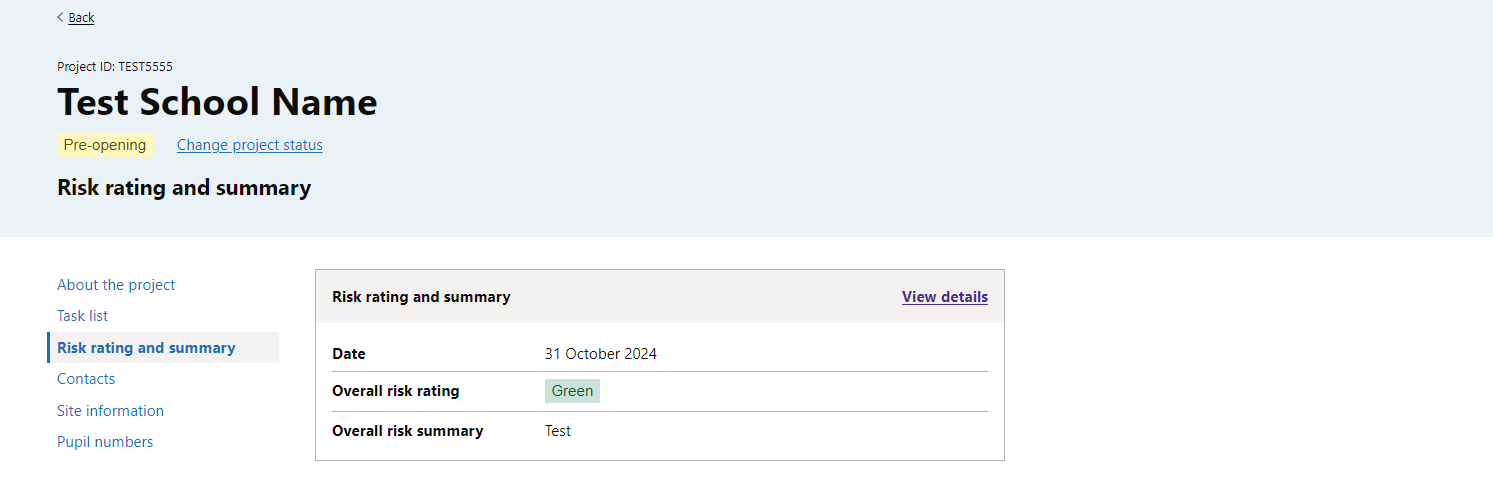 Back
Project ID: TEST5555
Test School Name
Pre-opening Change project status
Risk rating and summary
About the project
Task list
Risk rating and summary
Contacts
Site information
Pupil numbers
Risk rating and summary View details
Date 31 October 2024
Overall risk rating Green
Overall risk summary Test